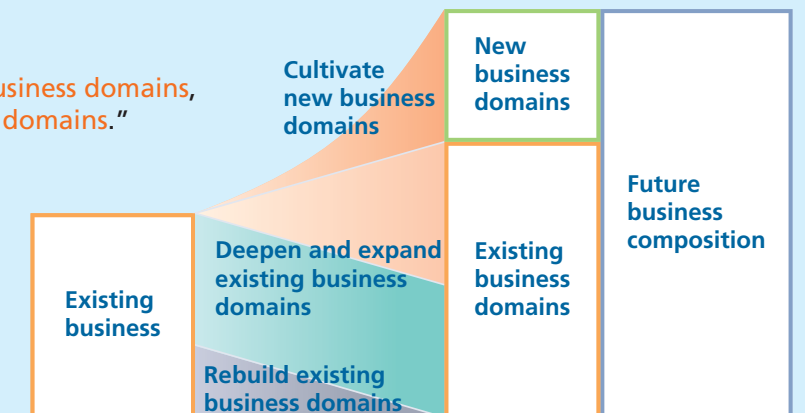 usiness domains,
domains."
Cultivate
new business
domains
New
business
domains
Future
business
composition
Deepen and expand
existing business
domains
Existing
business
domains
Existing
business
Rebuild existing
business domains